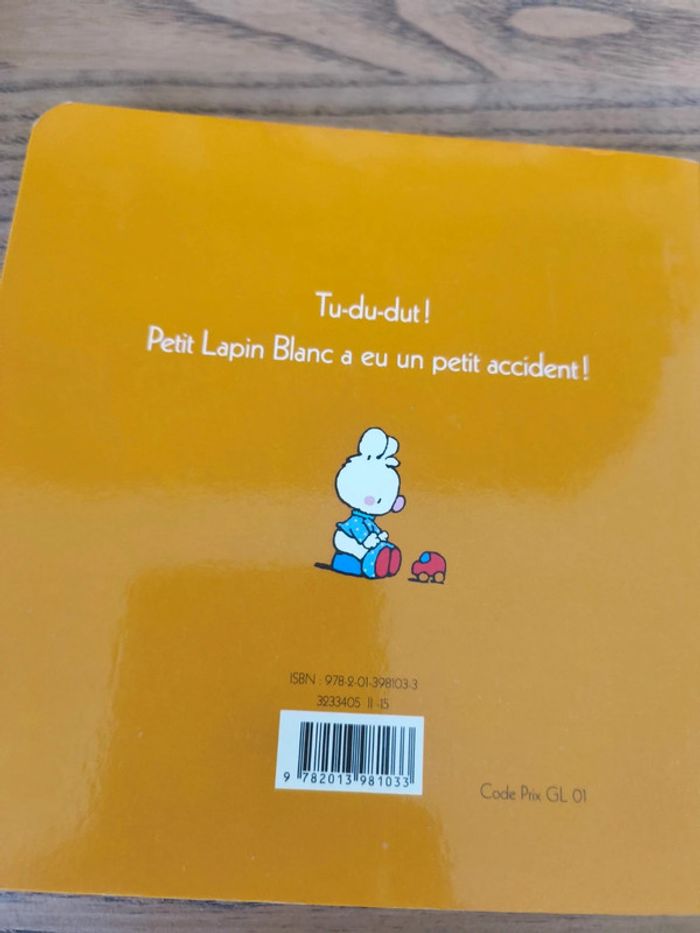 Tu-du-dut !
Petit Lapin Blanc a eu un petit accident !
ISBN : 978-2-01-398103-3
3233405 11-15
9 782013 981033
Code Prix GL 01